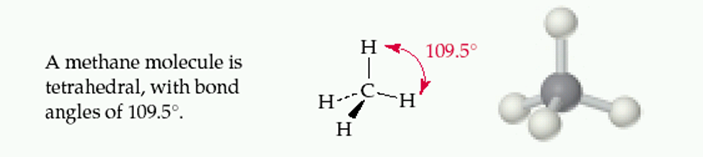 A methane molecule is
tetrahedral, with bond
angles of 109.5°.
H
109.5°
H
C
H
H